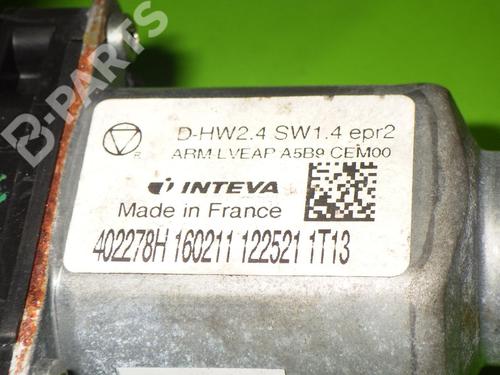 B-PARTS
D-HW2.4 SW1.4 epr2
ARM LVEAP A5B9 CEM00
R
INTEVA
Made in France
402278H 160211 122521 1T13